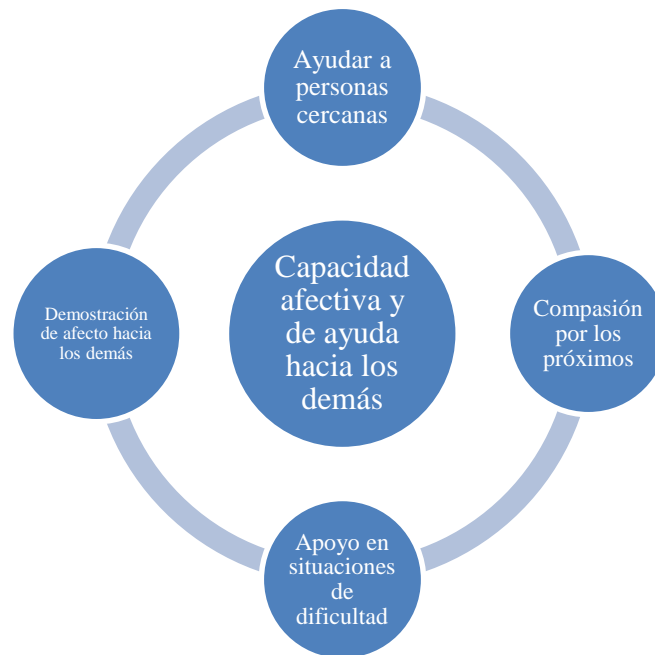 Ayudar a
personas
cercanas
Capacidad
afectiva y
de ayuda
hacia los
demás
Demostración
de afecto hacia
los demás
Compasión
por los
próximos
Apoyo en
situaciones
de
dificultad